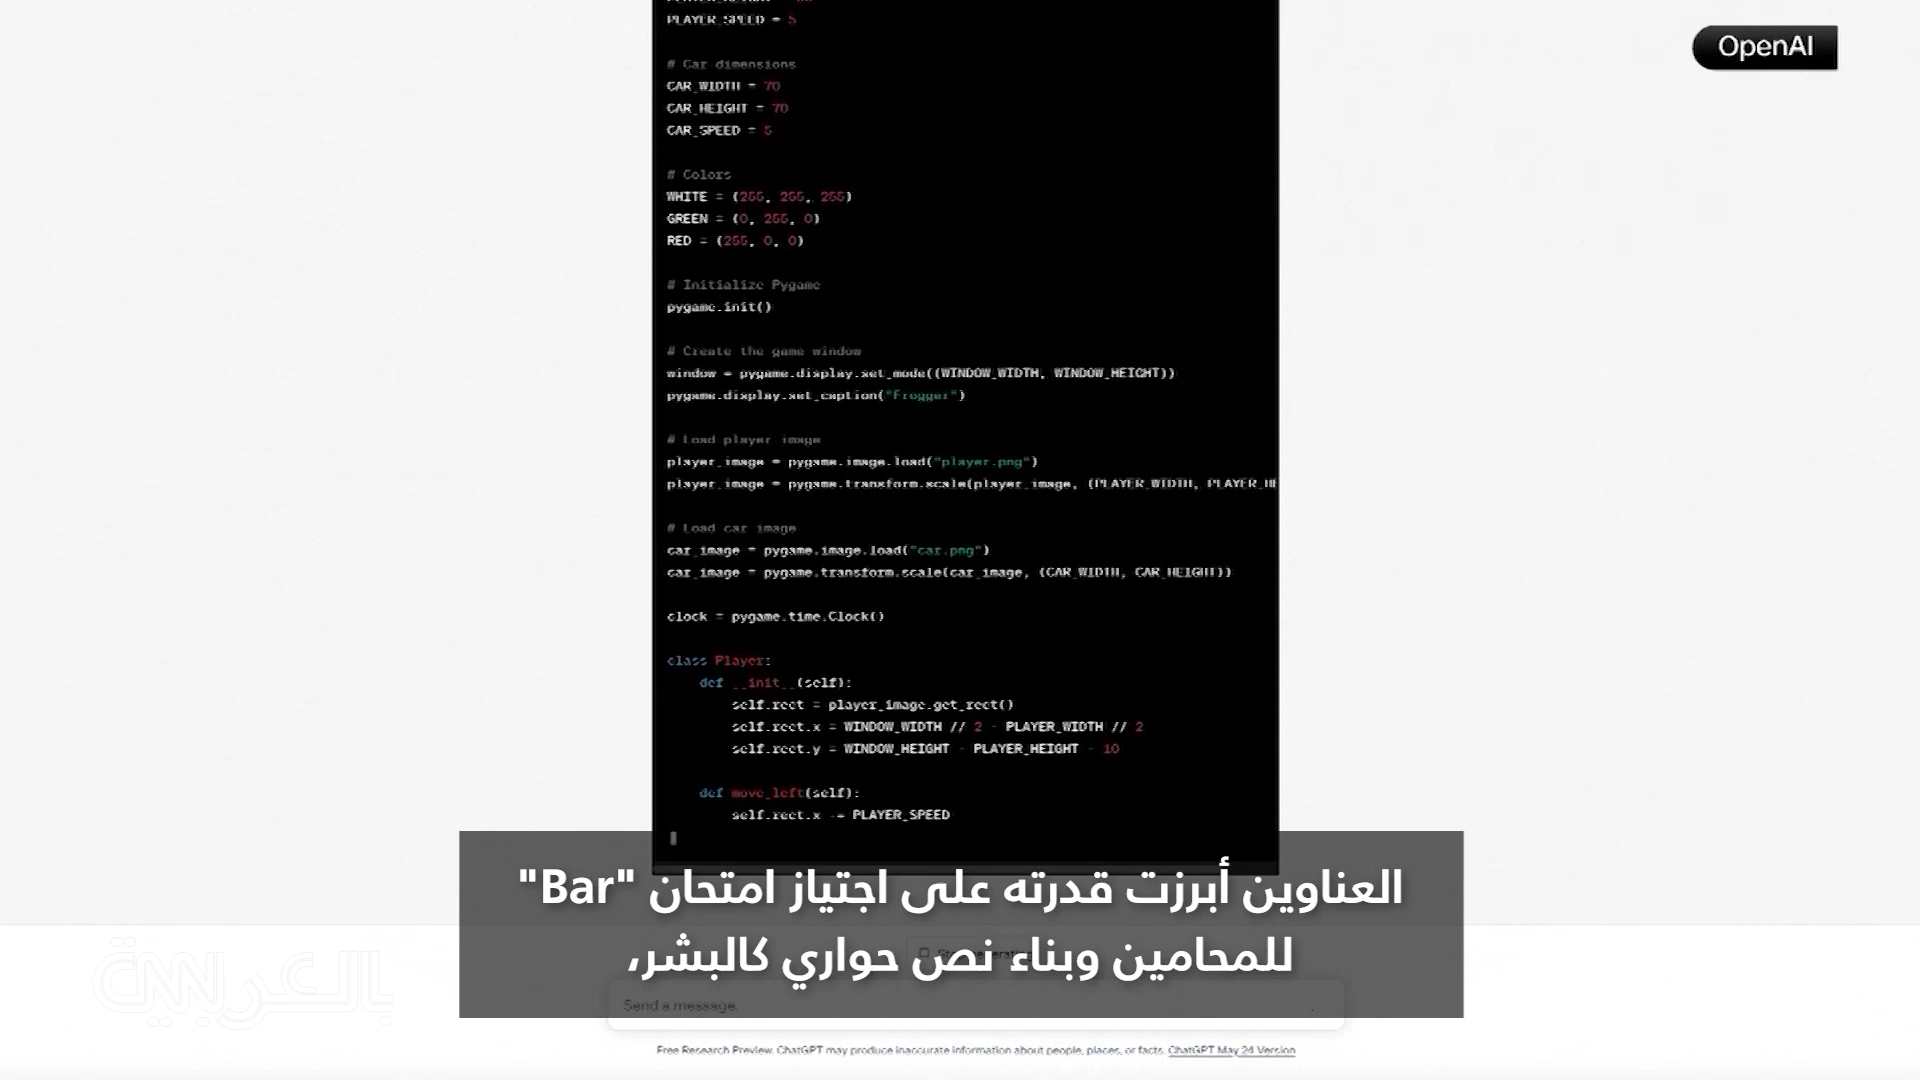 OpenAI
PLAYER_SPEED = 5
# Car dimensions
CAR_WIDTH = 70
CAR_HEIGHT = 70
CAR_SPEED = 5
# Colors
WHITE = (255, 255, 255)
GREEN = (0, 255, 0)
RED = (255, 0, 0)
# Initialize Pygame
pygame.init()
# Create the game window
window = pygame.display.set_mode((WINDOW_WIDTH, WINDOW_HEIGHT))
pygame.display.set_caption("Frogger")
# Load player image
player_image = pygame.image.load("player.png")
player_image = pygame.transform.scale(player_image, (PLAYER_WIDTH, PLAYER_HE
# Load car image
car_image = pygame.image.load("car.png")
car_image = pygame.transform.scale(car_image, (CAR_WIDTH, CAR_HEIGHT))
clock = pygame.time.Clock()
class Player:
def __init__(self):
self.rect = player_image.get_rect()
self.rect.x = WINDOW_WIDTH // 2 - PLAYER_WIDTH // 2
self.rect.y = WINDOW_HEIGHT - PLAYER_HEIGHT - 10
def move_left(self):
self.rect.x -= PLAYER_SPEED
العناوين أبرزت قدرته على اجتياز امتحان "Bar"
للمحامين وبناء نص حواري كالبشر،
CNN بالعربية
Send a message.
Free Research Preview. ChatGPT may produce inaccurate information about people, places, or facts. ChatGPT May 24 Version